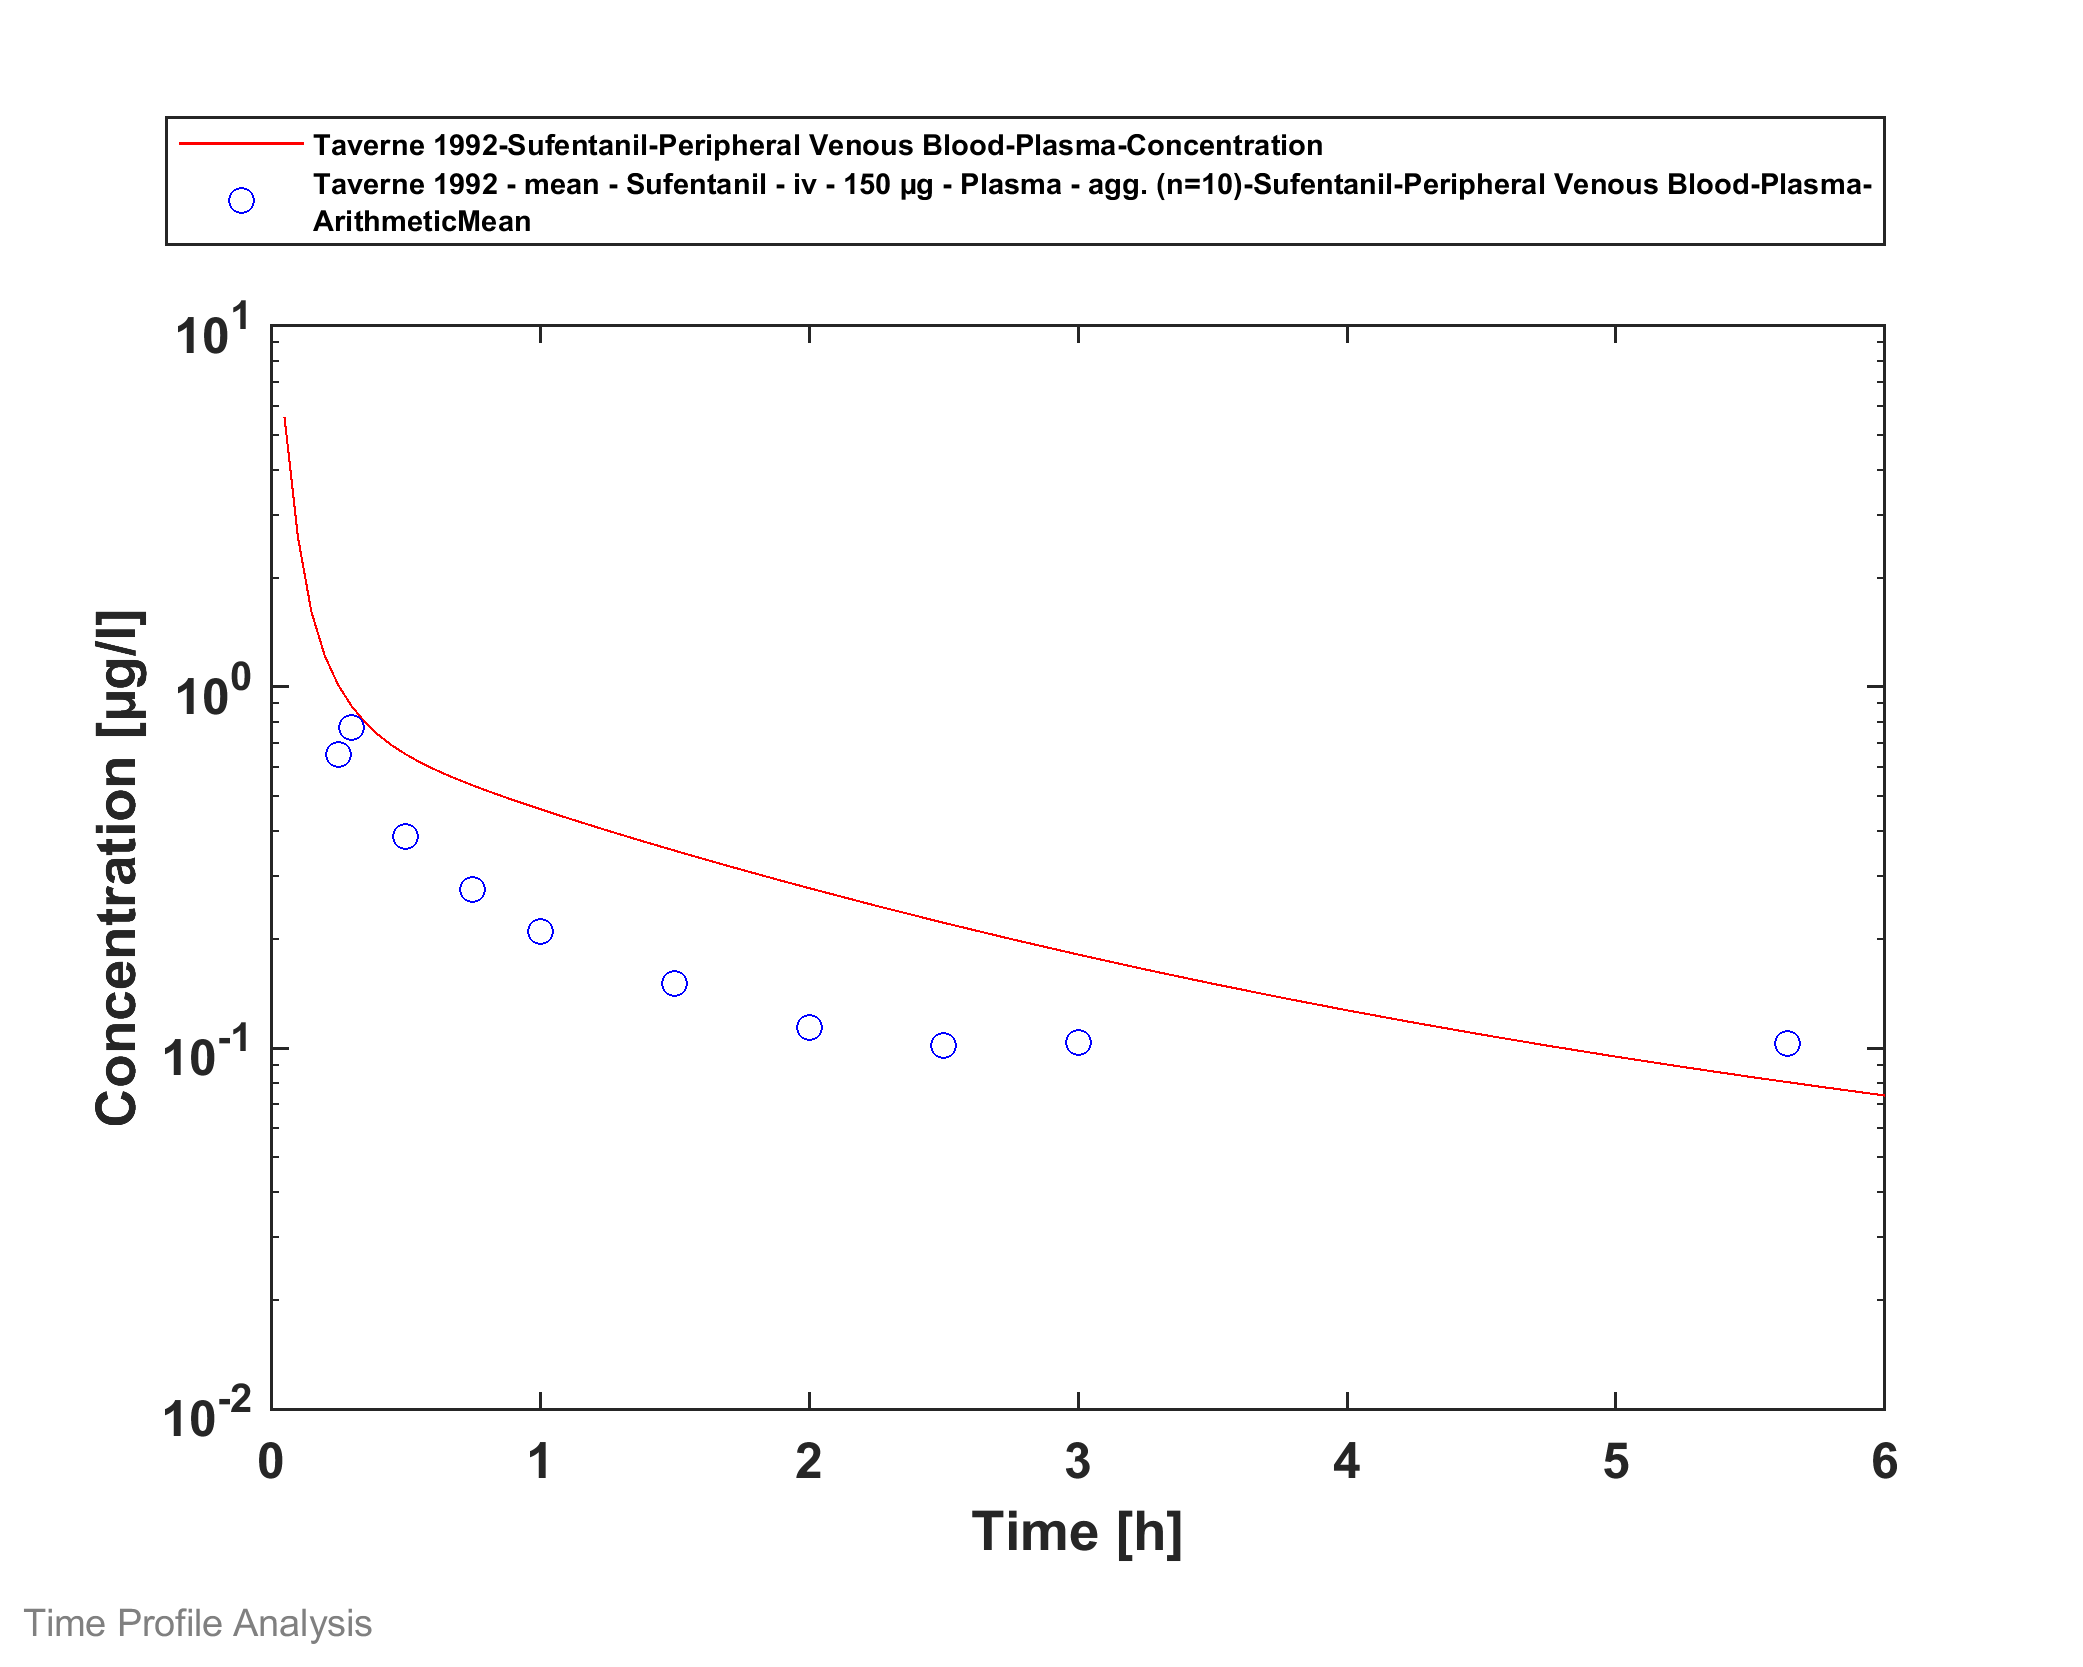 Taverne 1992-Sufentanil-Peripheral Venous Blood-Plasma-Concentration
Taverne 1992 - mean - Sufentanil - iv - 150 µg - Plasma - agg. (n=10)-Sufentanil-Peripheral Venous Blood-Plasma-
ArithmeticMean
10^1
10^0
10^-1
10^-2
Concentration [µg/l]
0 1 2 3 4 5 6
Time [h]
Time Profile Analysis